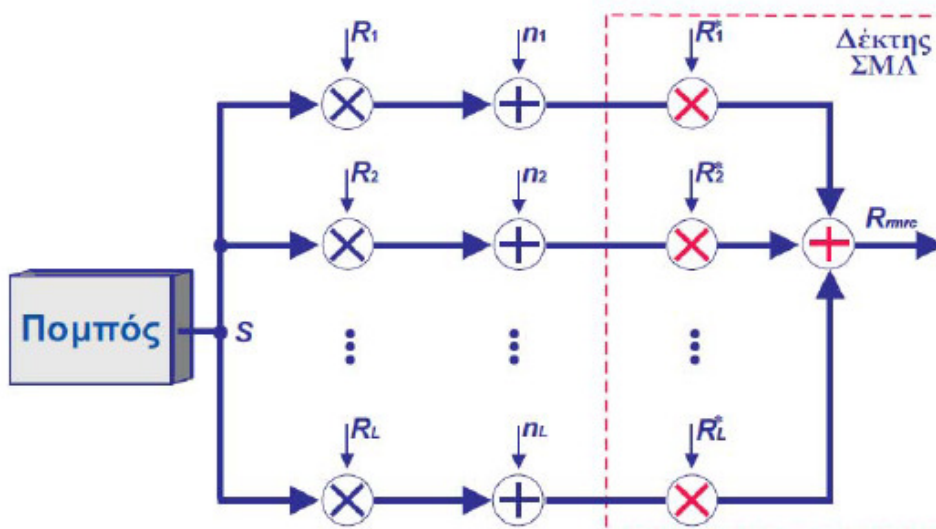 R1 n1 R1*
Δέκτης
ΣΜΛ
R2 n2 R2*
Rmrc
Πομπός S
RL nL RL*